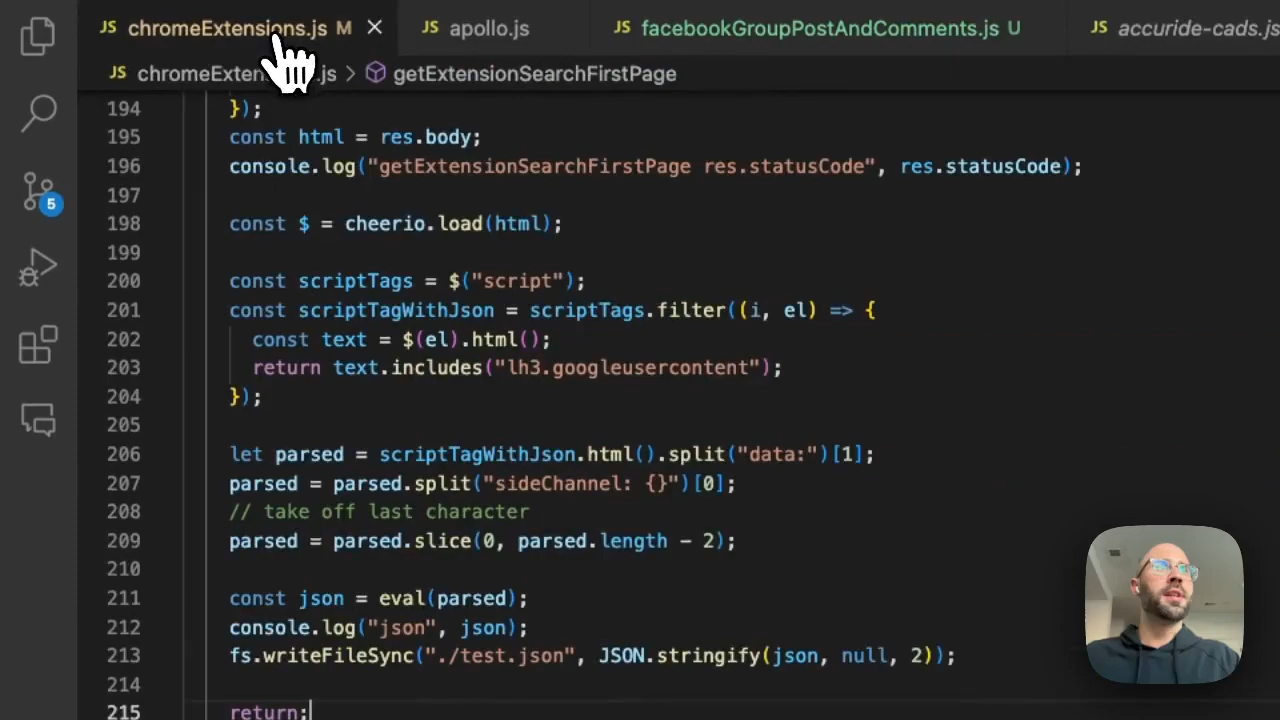 JS chromeExtensions.js M
JS apollo.js
JS facebookGroupPostAndComments.js U
JS accuride-cads.js
JS chromeExten .js > getExtensionSearchFirstPage
5
194 });
195 const html = res.body;
196 console.log("getExtensionSearchFirstPage res.statusCode", res.statusCode);
197
198 const $ = cheerio.load(html);
199
200 const scriptTags = $("script");
201 const scriptTagWithJson = scriptTags.filter((i, el) => {
202 const text = $(el).html();
203 return text.includes("lh3.googleusercontent");
204 });
205
206 let parsed = scriptTagWithJson.html().split("data:")[1];
207 parsed = parsed.split("sideChannel: {}")[0];
208 // take off last character
209 parsed = parsed.slice(0, parsed.length - 2);
210
211 const json = eval(parsed);
212 console.log("json", json);
213 fs.writeFileSync("./test.json", JSON.stringify(json, null, 2));
214
215 return;